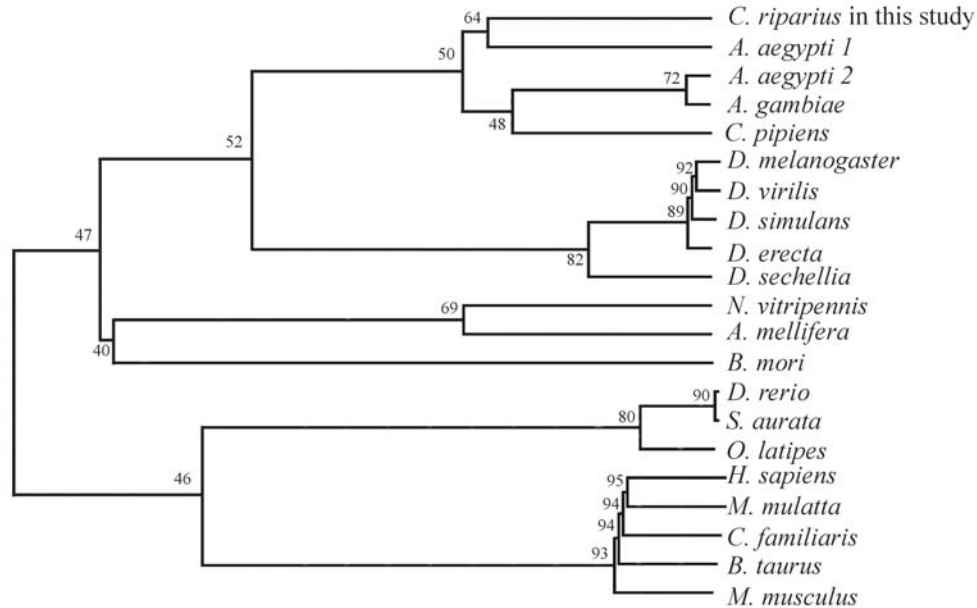 C. riparius in this study
64
A. aegypti 1
50
A. aegypti 2
72
A. gambiae
48
C. pipiens
52
D. melanogaster
92
D. virilis
90
D. simulans
89
D. erecta
82
D. sechellia
47
N. vitripennis
69
A. mellifera
40
B. mori
D. rerio
90
S. aurata
80
O. latipes
46
H. sapiens
95
M. mulatta
94
C. familiaris
94
B. taurus
93
M. musculus